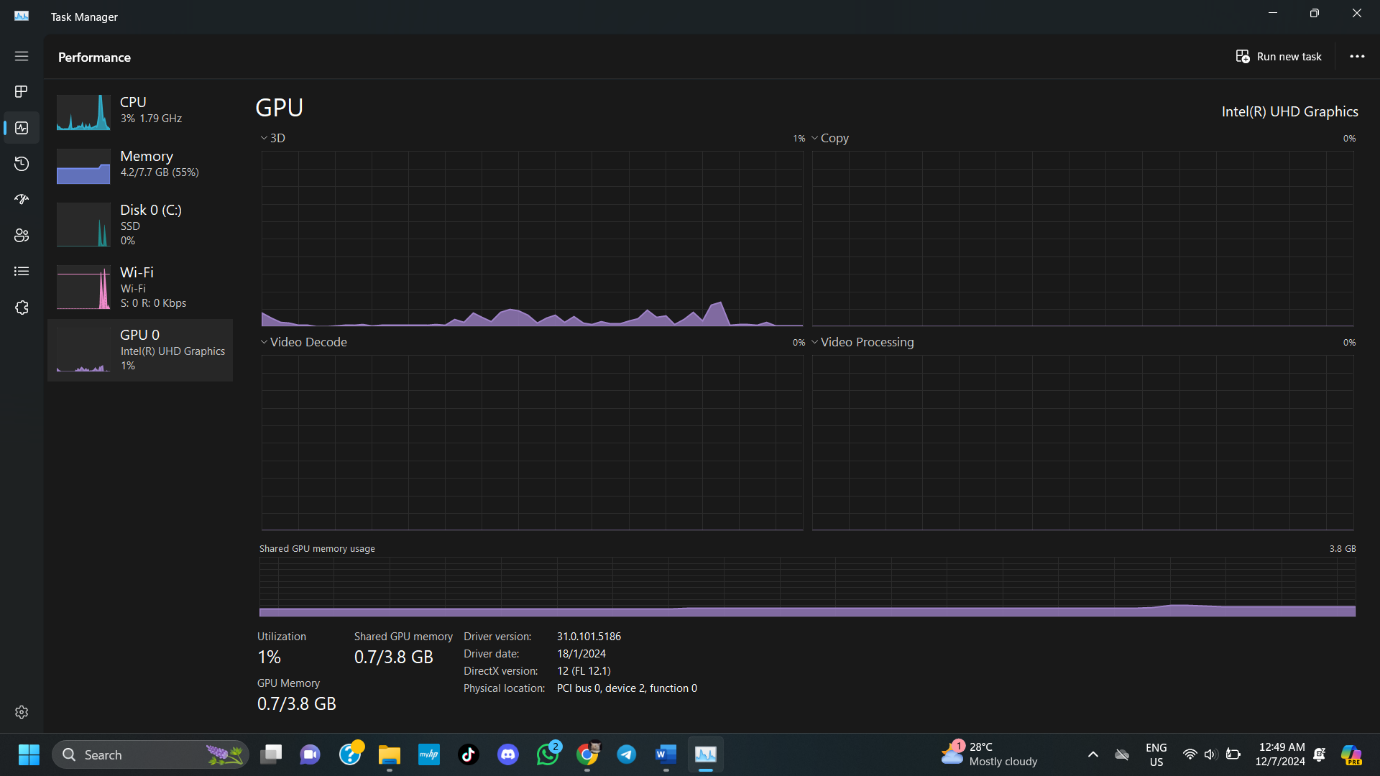 Task Manager
Performance
Run new task
CPU
3% 1.79 GHz
Memory
4.2/7.7 GB (55%)
Disk 0 (C:)
SSD
0%
Wi-Fi
Wi-Fi
S: 0 R: 0 Kbps
GPU 0
Intel(R) UHD Graphics
1%
GPU
Intel(R) UHD Graphics
3D 1%
Copy 0%
Video Decode 0%
Video Processing 0%
Shared GPU memory usage 3.8 GB
Utilization
1%
Shared GPU memory
0.7/3.8 GB
GPU Memory
0.7/3.8 GB
Driver version: 31.0.101.5186
Driver date: 18/1/2024
DirectX version: 12 (FL 12.1)
Physical location: PCI bus 0, device 2, function 0
Search
myhp
2
W
1
28°C
Mostly cloudy
ENG
US
12:49 AM
12/7/2024
PRE